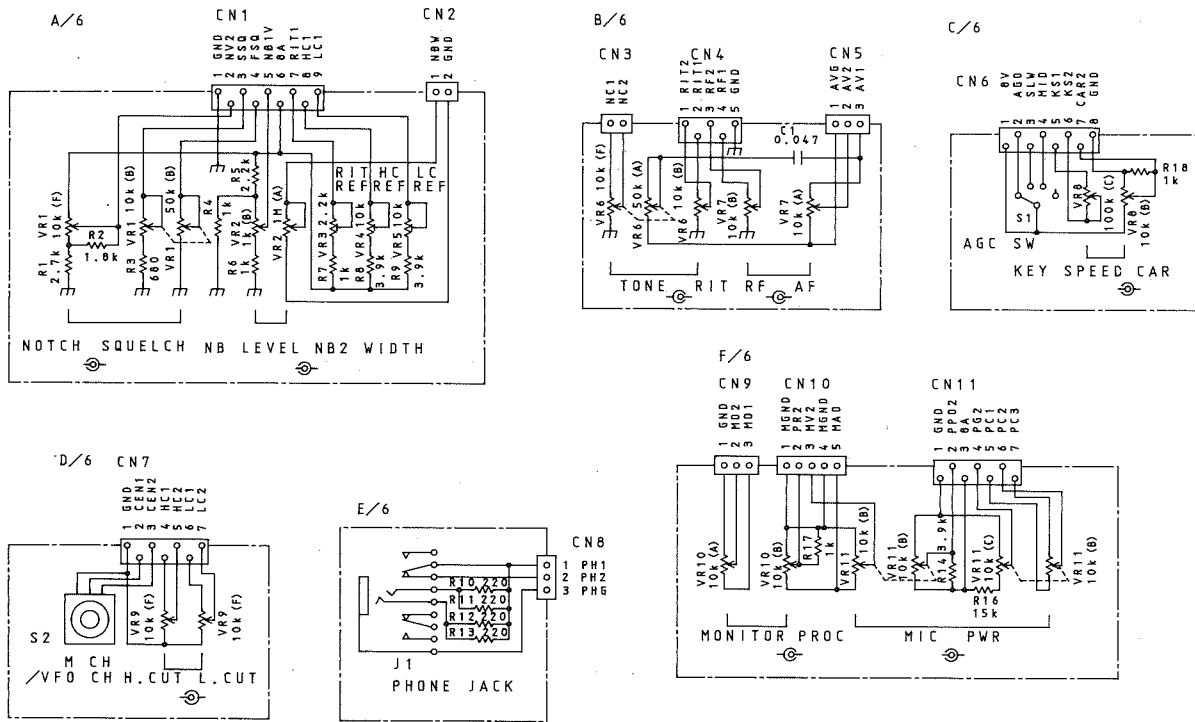 A/6
CN1
CN2
1 GND
2 NV2
3 SSQ
4 FSQ
5 NB1V
6 8A
7 RIT1
8 HC1
9 LC1
1 NBW
2 GND
RIT HC LC
REF REF REF
VR1 10k (F)
R2
1.8k
R1
2.7k
VR1 10k (B)
R3
680
50k (B)
VR1
R4
1k
R5
2.2k
VR2
1k (B)
R6
1k
VR2 1M (A)
VR3 2.2k
R7
1k
VR4 10k
R8
3.9k
VR5 10k
R9
3.9k
NOTCH SQUELCH NB LEVEL NB2 WIDTH
B/6
CN3
CN4
CN5
1 NC1
2 NC2
1 RIT2
2 RIT1
3 RF2
4 RF1
5 GND
1 AVG
2 AV2
3 AV1
C1
0.047
VR6
10k (F)
VR6
50k (A)
VR6
10k (B)
VR7
10k (B)
VR7
10k (A)
TONE RIT RF AF
C/6
CN6
1 8V
2 AGO
3 SLW
4 MID
5 KS1
6 KS2
7 CAR2
8 GND
R18
1k
S1
VR8
100k (C)
VR8
10k (B)
AGC SW
KEY SPEED CAR
D/6 CN7
1 GND
2 CEN1
3 CEN2
4 HC1
5 HC2
6 LC1
7 LC2
S2
VR9
10k (F)
VR9
10k (F)
M CH
/VFO CH H.CUT L.CUT
E/6
CN8
1 PH1
2 PH2
3 PHG
R10 220
R11 220
R12 220
R13 220
J1
PHONE JACK
F/6
CN9
CN10
CN11
1 GND
2 MO2
3 MO1
1 MGND
2 PR2
3 MV2
4 MGND
5 MAO
1 GND
2 PPO2
3 8A
4 PG2
5 PC1
6 PC2
7 PC3
VR10
10k (A)
VR10
10k (B)
R17
1k
VR11
10k (B)
VR11
10k (B)
R14 3.9k
VR11
10k (C)
R16
15k
VR11
10k (B)
MONITOR PROC MIC PWR